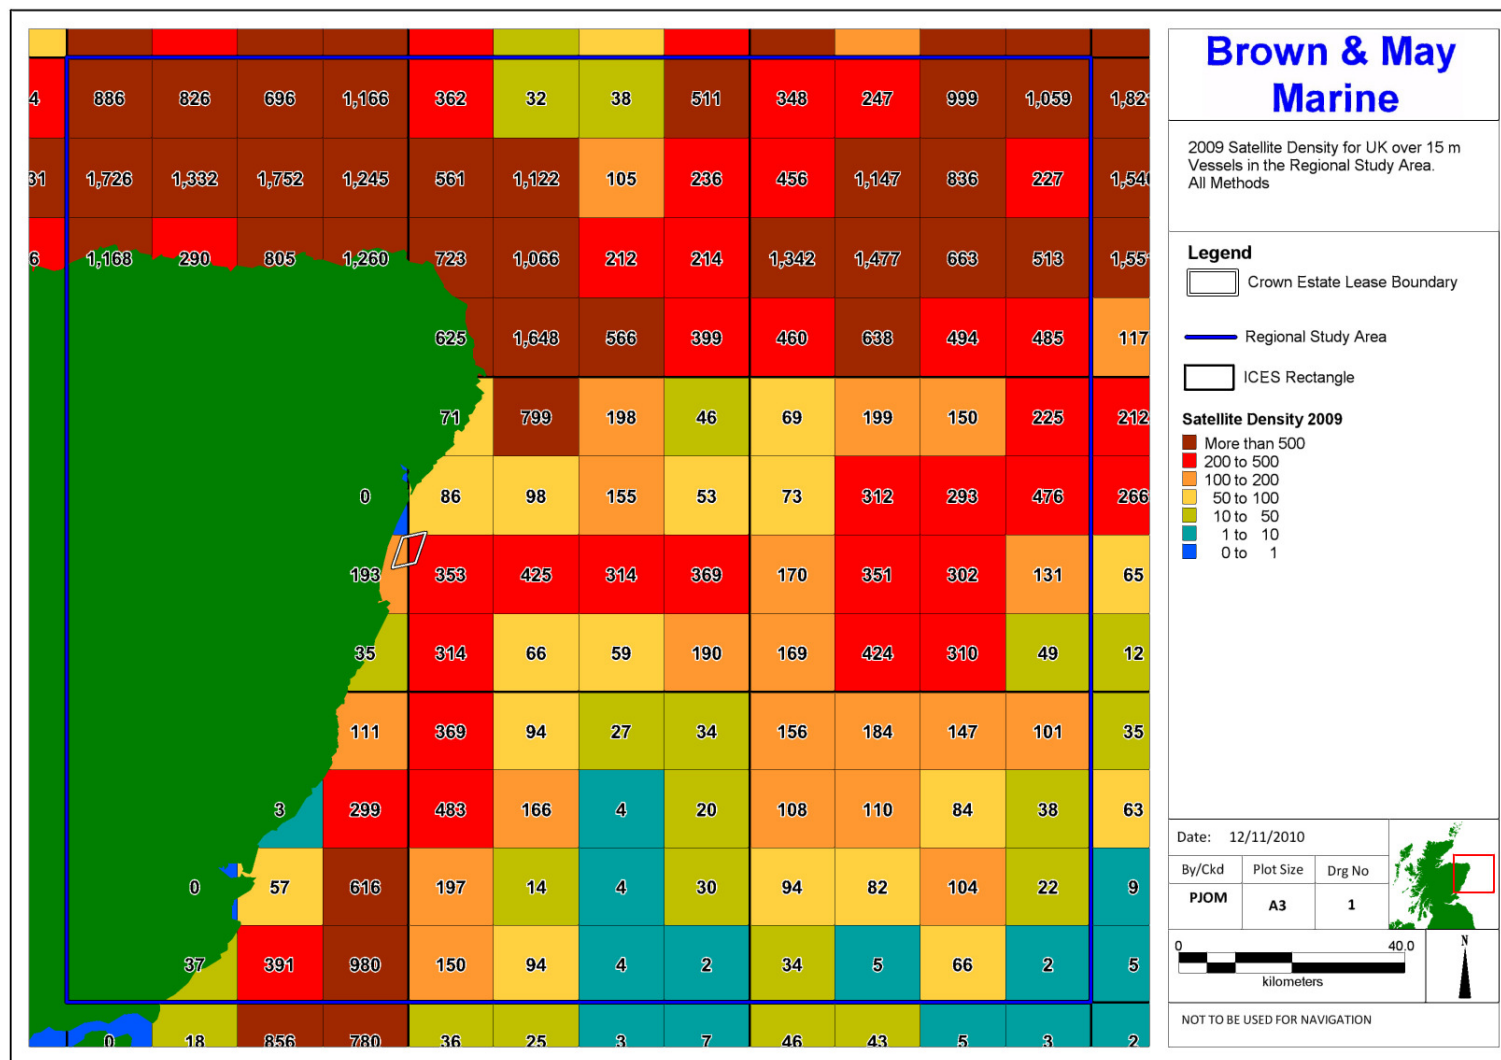 4 886 826 696 1,166 362 32 38 511 348 247 999 1,059 1,82
31 1,726 1,332 1,752 1,245 561 1,122 105 236 456 1,147 836 227 1,54
6 1,168 290 805 1,260 723 1,066 212 214 1,342 1,477 663 513 1,55
625 1,648 566 399 460 638 494 485 117
71 799 198 46 69 199 150 225 212
0 86 98 155 53 73 312 293 476 266
193 353 425 314 369 170 351 302 131 65
35 314 66 59 190 169 424 310 49 12
111 369 94 27 34 156 184 147 101 35
3 299 483 166 4 20 108 110 84 38 63
0 57 616 197 14 4 30 94 82 104 22 9
37 391 980 150 94 4 2 34 5 66 2 5
0 18 856 780 36 25 3 7 46 43 5 3 2
Brown & May
Marine
2009 Satellite Density for UK over 15 m
Vessels in the Regional Study Area.
All Methods
Legend
Crown Estate Lease Boundary
Regional Study Area
ICES Rectangle
Satellite Density 2009
More than 500
200 to 500
100 to 200
50 to 100
10 to 50
1 to 10
0 to 1
Date: 12/11/2010
By/Ckd Plot Size Drg No
PJOM A3 1
0 40.0
kilometers
N
NOT TO BE USED FOR NAVIGATION